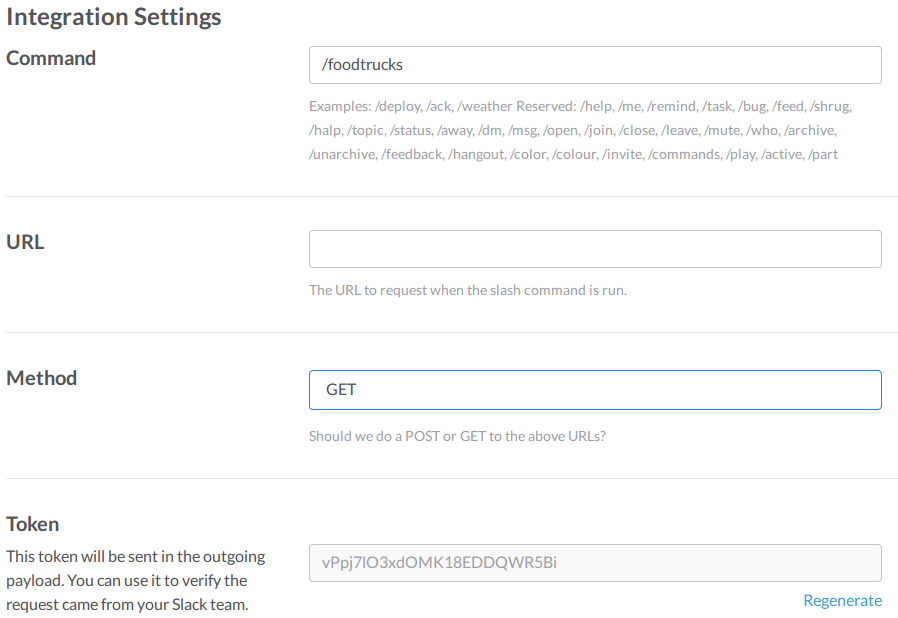 Integration Settings
Command
/foodtrucks
Examples: /deploy, /ack, /weather Reserved: /help, /me, /remind, /task, /bug, /feed, /shrug,
/halp, /topic, /status, /away, /dm, /msg, /open, /join, /close, /leave, /mute, /who, /archive,
/unarchive, /feedback, /hangout, /color, /colour, /invite, /commands, /play, /active, /part
URL
The URL to request when the slash command is run.
Method
GET
Should we do a POST or GET to the above URLs?
Token
This token will be sent in the outgoing
payload. You can use it to verify the
request came from your Slack team.
vPpj7lO3xdOMK18EDDQWR5Bi
Regenerate